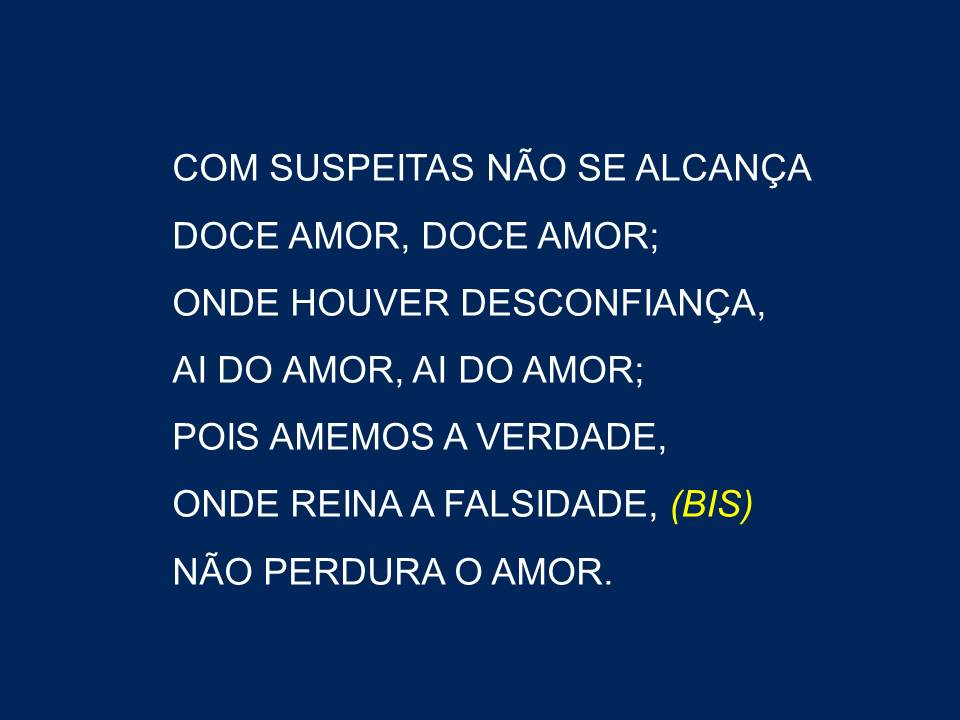 COM SUSPEITAS NÃO SE ALCANÇA
DOCE AMOR, DOCE AMOR;
ONDE HOUVER DESCONFIANÇA,
AI DO AMOR, AI DO AMOR;
POIS AMEMOS A VERDADE,
ONDE REINA A FALSIDADE, (BIS)
NÃO PERDURA O AMOR.